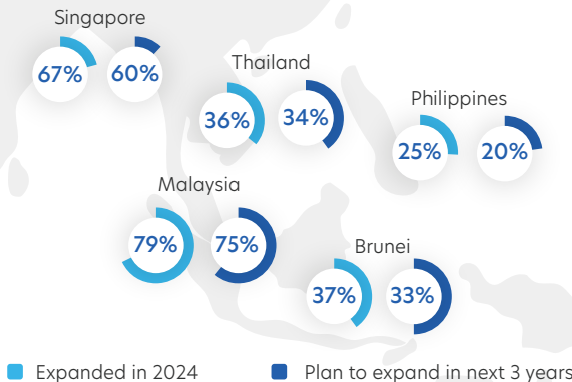 Singapore
67% 60%
Thailand
36% 34%
Philippines
25% 20%
Malaysia
79% 75%
Brunei
37% 33%
Expanded in 2024
Plan to expand in next 3 years